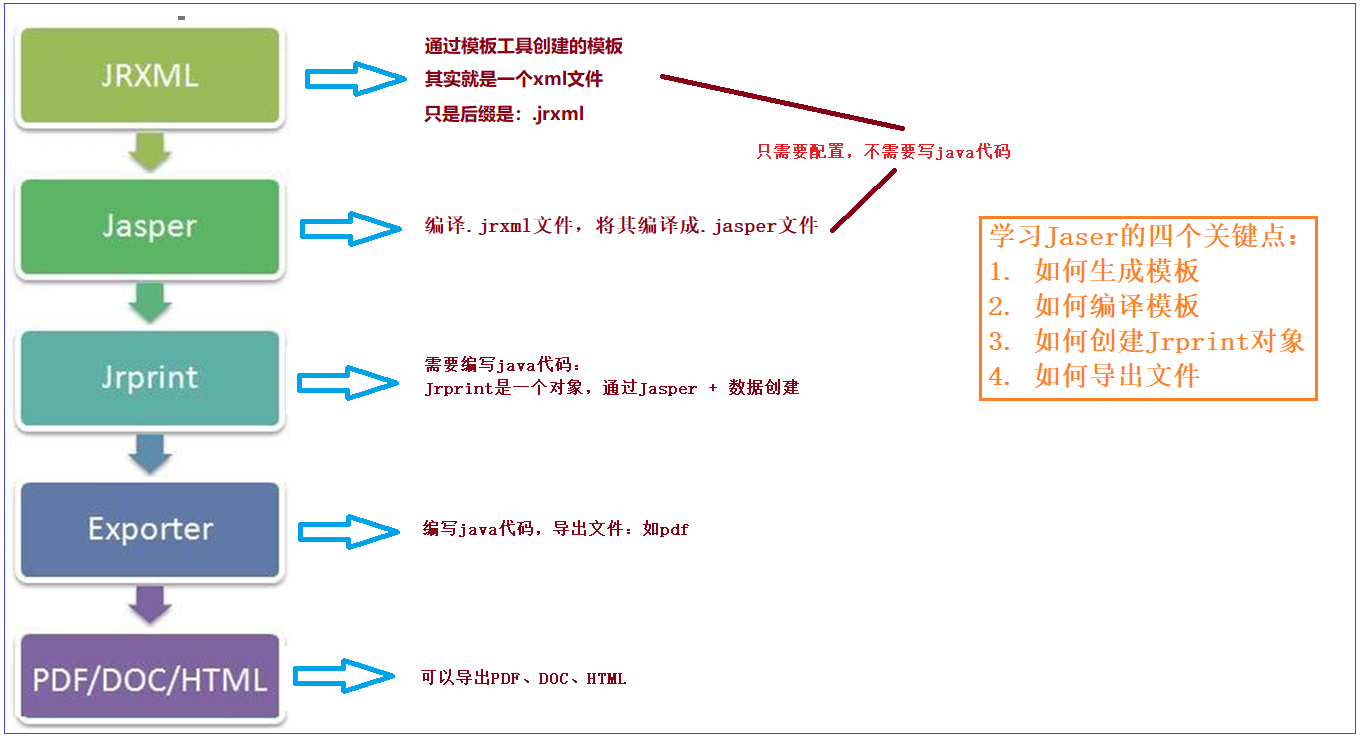 JRXML
通过模板工具创建的模板
其实就是一个xml文件
只是后缀是：.jrxml
只需要配置，不需要写java代码
Jasper
编译.jrxml文件，将其编译成.jasper文件
学习Jaser的四个关键点：
1. 如何生成模板
2. 如何编译模板
3. 如何创建Jrprint对象
4. 如何导出文件
Jrprint
需要编写java代码：
Jrprint是一个对象，通过Jasper + 数据创建
Exporter
编写java代码，导出文件：如pdf
PDF/DOC/HTML
可以导出PDF、DOC、HTML